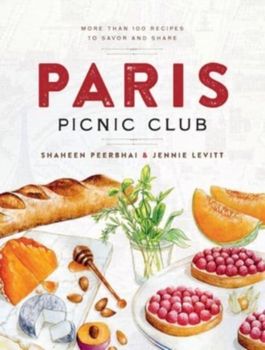 MORE THAN 100 RECIPES
TO SAVOR AND SHARE
PARIS
PICNIC CLUB
SHAHEEN PEERBHAI & JENNIE LEVITT